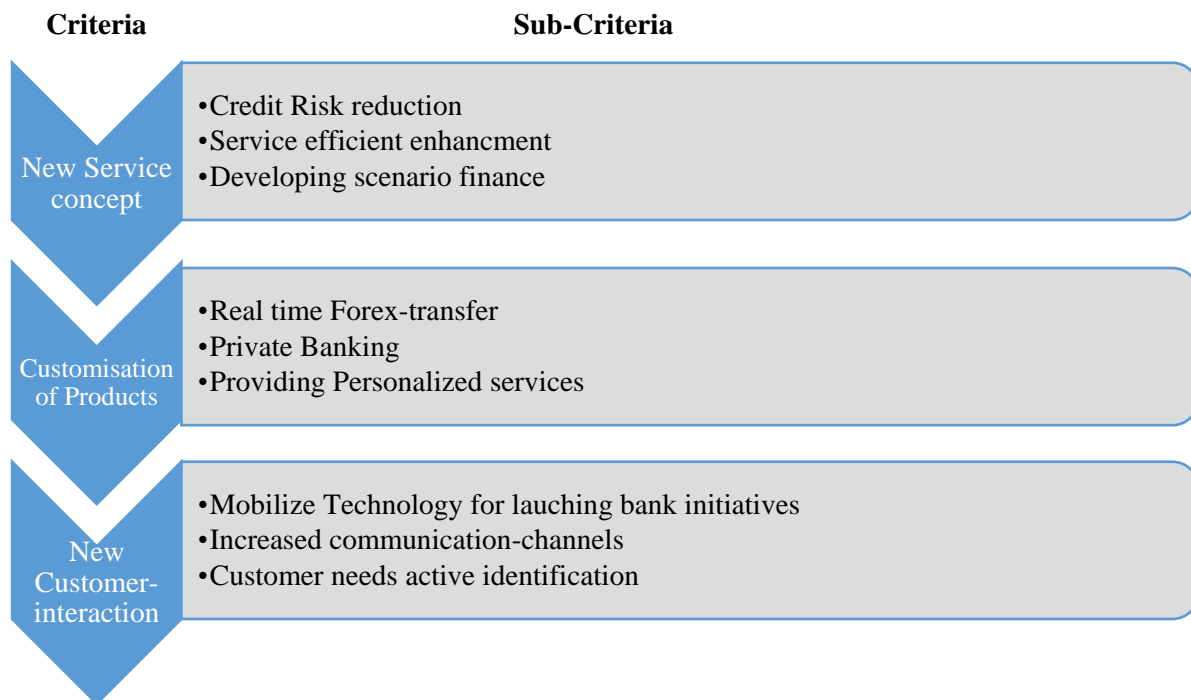 Criteria
Sub-Criteria
New Service
concept
•Credit Risk reduction
•Service efficient enhancment
•Developing scenario finance
Customisation
of Products
•Real time Forex-transfer
•Private Banking
•Providing Personalized services
New
Customer-
interaction
•Mobilize Technology for lauching bank initiatives
•Increased communication-channels
•Customer needs active identification